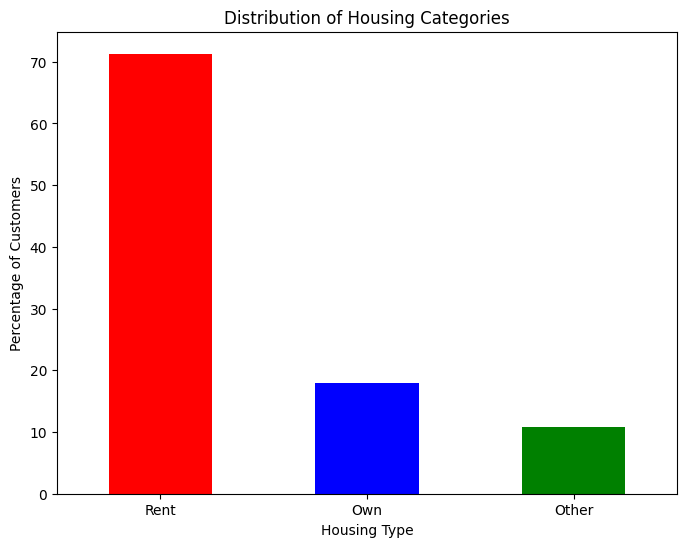 Distribution of Housing Categories
Percentage of Customers
70
60
50
40
30
20
10
0
Rent Own Other
Housing Type